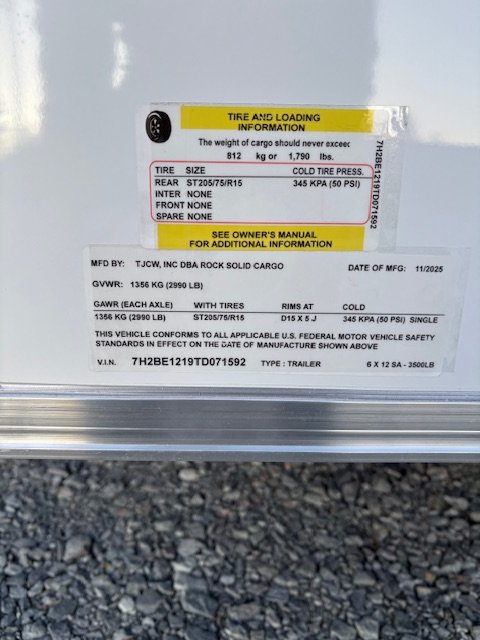 TIRE AND LOADING
INFORMATION
The weight of cargo should never exceed
812 kg or 1,790 lbs.
TIRE SIZE COLD TIRE PRESS.
REAR ST205/75/R15 345 KPA (50 PSI)
INTER NONE
FRONT NONE
SPARE NONE
SEE OWNER'S MANUAL
FOR ADDITIONAL INFORMATION
7H2BE1219TD071592
MFD BY: TJCW, INC DBA ROCK SOLID CARGO DATE OF MFG: 11/2025
GVWR: 1356 KG (2990 LB)
GAWR (EACH AXLE) WITH TIRES RIMS AT COLD
1356 KG (2990 LB) ST205/75/R15 D15 X 5 J 345 KPA (50 PSI) SINGLE
THIS VEHICLE CONFORMS TO ALL APPLICABLE U.S. FEDERAL MOTOR VEHICLE SAFETY
STANDARDS IN EFFECT ON THE DATE OF MANUFACTURE SHOWN ABOVE
V.I.N. 7H2BE1219TD071592 TYPE : TRAILER 6 X 12 SA - 3500LB